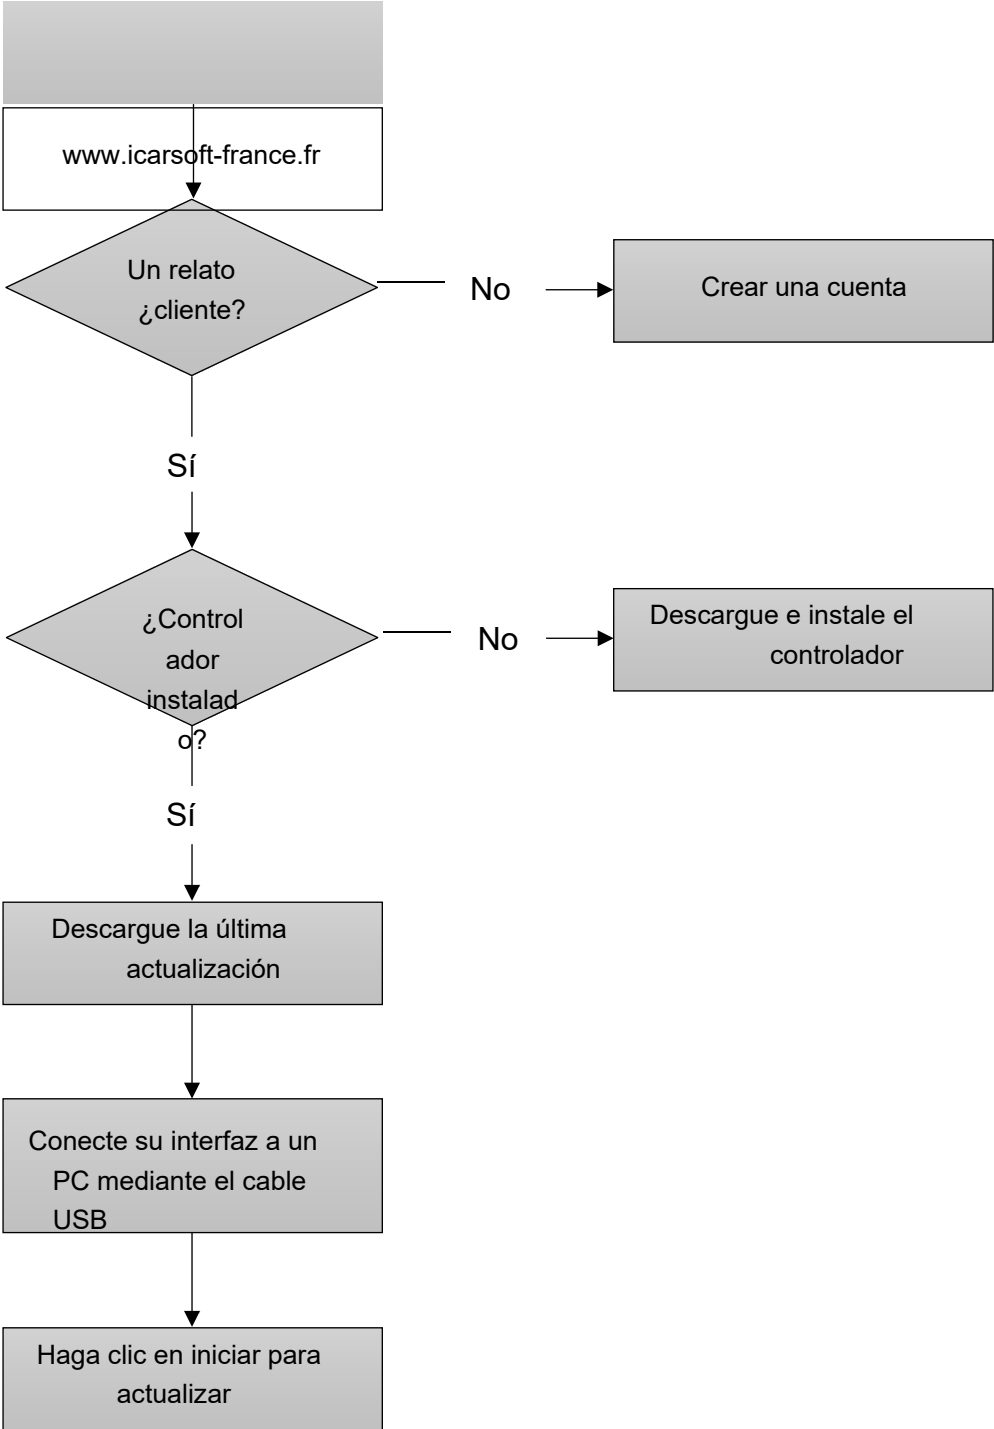 www.icarsoft-france.fr
Un relato
¿cliente?
No
Crear una cuenta
Sí
¿Control
ador
instalad
o?
No
Descargue e instale el
controlador
Sí
Descargue la última
actualización
Conecte su interfaz a un
PC mediante el cable
USB
Haga clic en iniciar para
actualizar